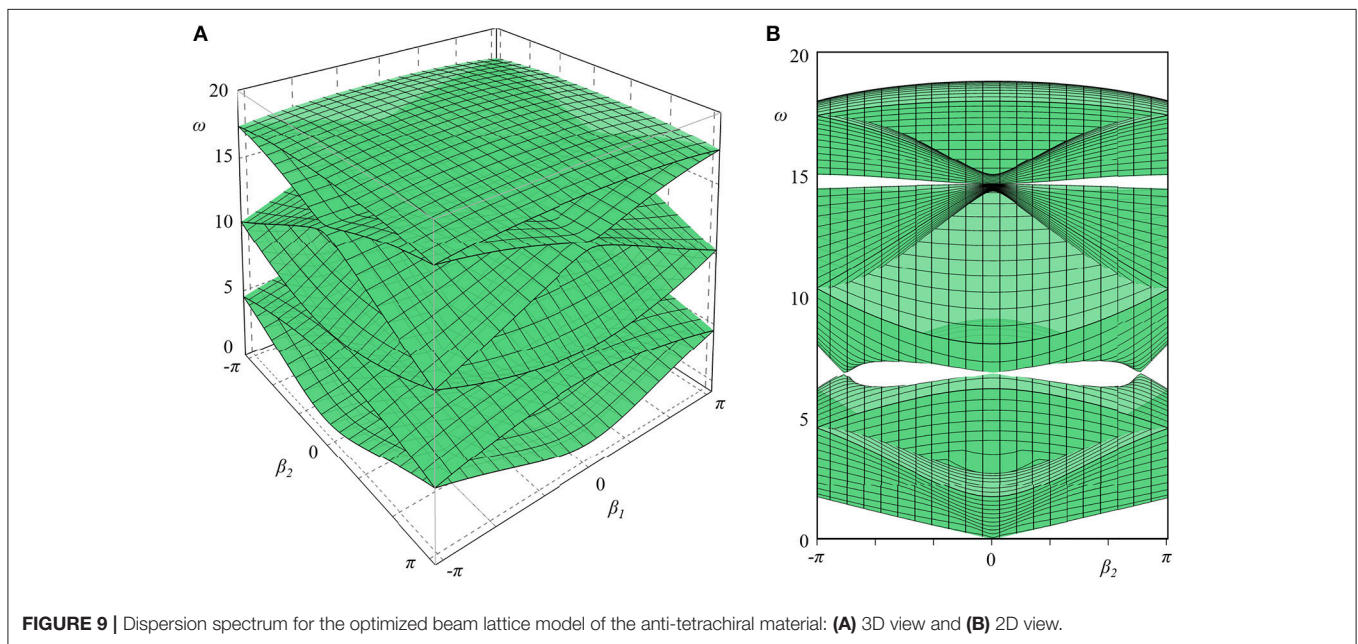 A
20
ω
15
10
5
0
-π
β2
0
π
-π
β1
0
π
B
20
ω
15
10
5
0
-π
0
β2
π
FIGURE 9 | Dispersion spectrum for the optimized beam lattice model of the anti-tetrachiral material: (A) 3D view and (B) 2D view.